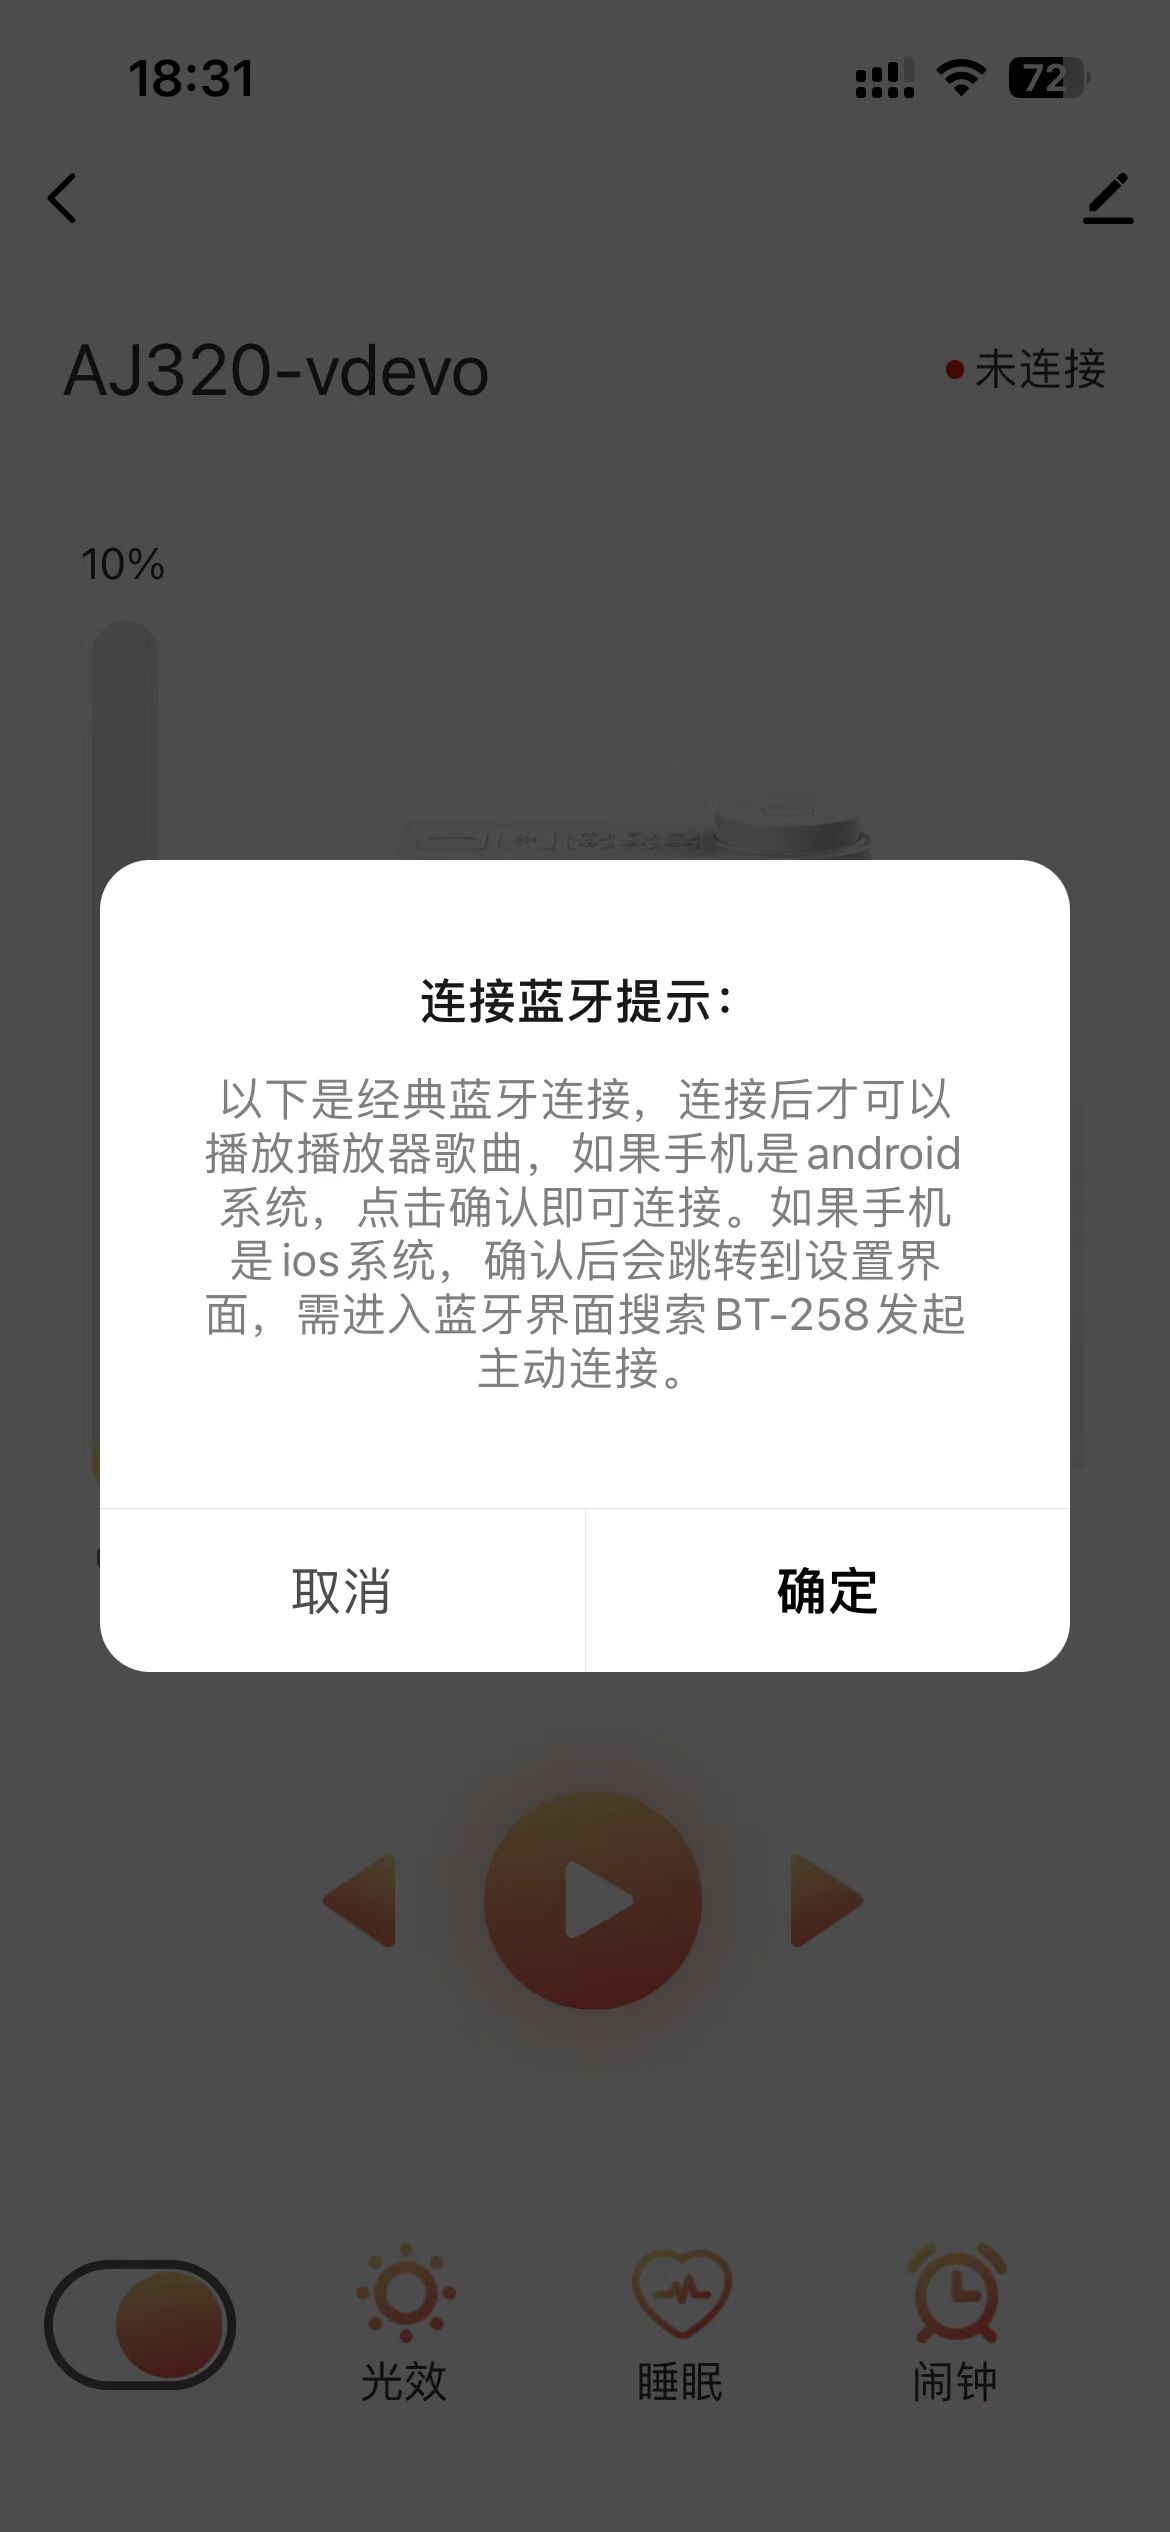 18:31
72
AJ320-vdevo
未连接
10%
连接蓝牙提示：
以下是经典蓝牙连接，连接后才可以
播放播放器歌曲，如果手机是android
系统，点击确认即可连接。如果手机
是ios系统，确认后会跳转到设置界
面，需进入蓝牙界面搜索BT-258发起
主动连接。
取消
确定
光效
睡眠
闹钟